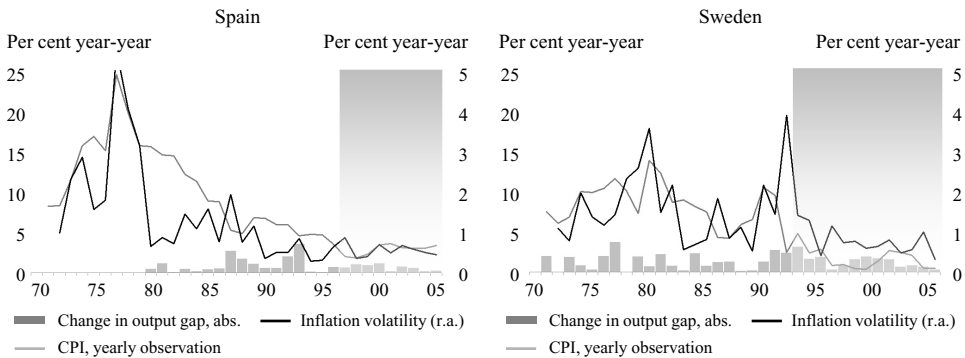 Spain
Per cent year-year Per cent year-year
25 5
20 4
15 3
10 2
5 1
0 0
70 75 80 85 90 95 00 05
Change in output gap, abs. Inflation volatility (r.a.)
CPI, yearly observation
Sweden
Per cent year-year Per cent year-year
25 5
20 4
15 3
10 2
5 1
0 0
70 75 80 85 90 95 00 05
Change in output gap, abs. Inflation volatility (r.a.)
CPI, yearly observation